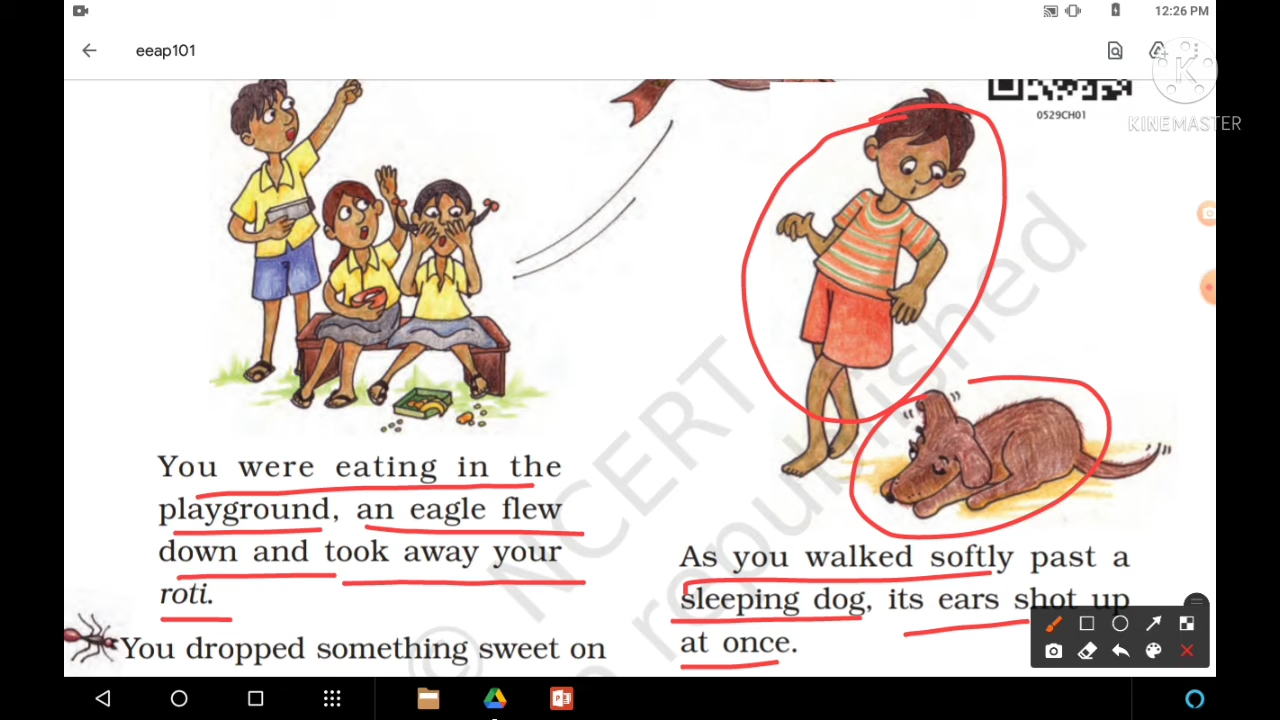 12:26 PM
eeap101
KINEMASTER
0529CH01
You were eating in the
playground, an eagle flew
down and took away your
roti.
You dropped something sweet on
As you walked softly past a
sleeping dog, its ears shot up
at once.
© NCERT
republished